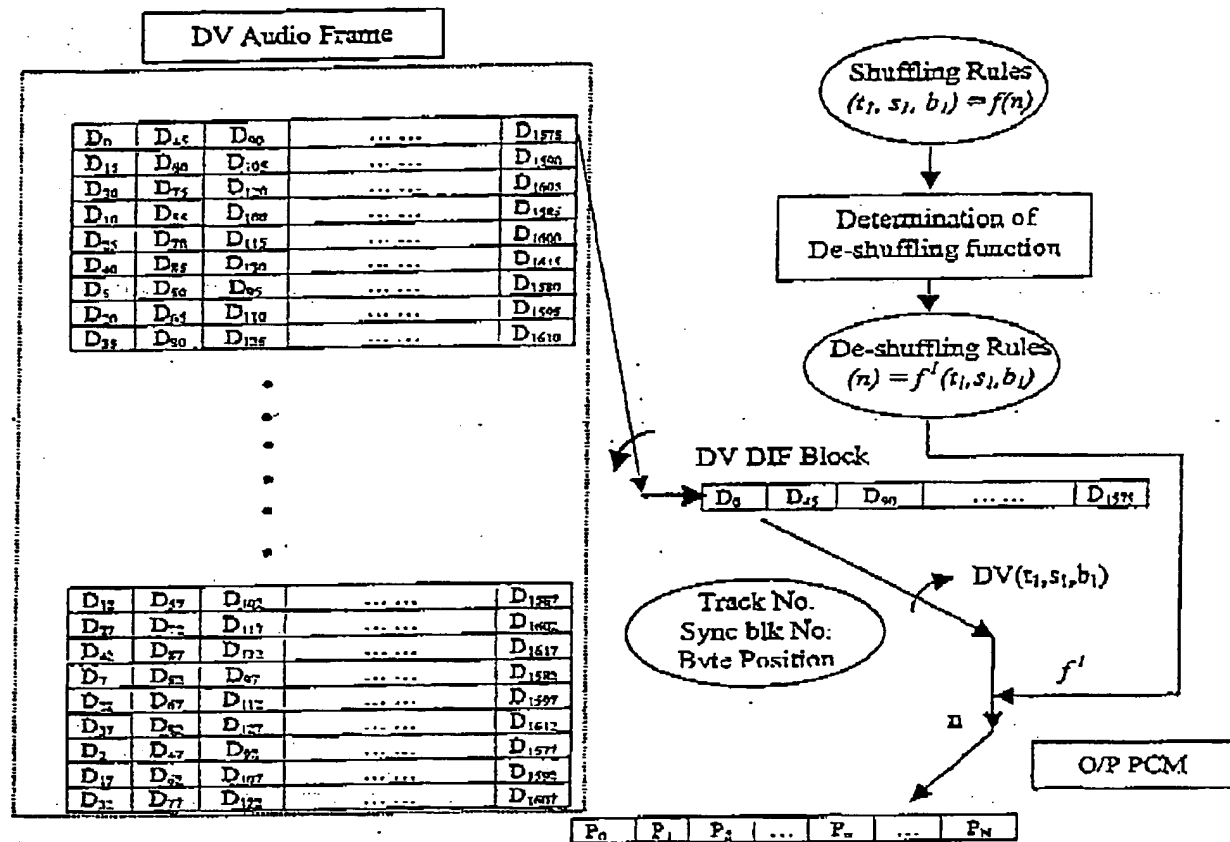 DV Audio Frame
D0 D45 D90 ... ... D1575
D15 D60 D105 ... ... D1590
D30 D75 D120 ... ... D1605
D10 D55 D100 ... ... D1585
D25 D70 D115 ... ... D1600
D40 D85 D130 ... ... D1615
D5 D50 D95 ... ... D1580
D20 D65 D110 ... ... D1595
D35 D80 D125 ... ... D1610
D12 D57 D102 ... ... D1587
D27 D72 D117 ... ... D1602
D42 D87 D132 ... ... D1617
D7 D52 D97 ... ... D1582
D22 D67 D112 ... ... D1597
D37 D82 D127 ... ... D1612
D2 D47 D92 ... ... D1577
D17 D62 D107 ... ... D1592
D32 D77 D122 ... ... D1607
Shuffling Rules
(t1, s1, b1) = f(n)
Determination of
De-shuffling function
De-shuffling Rules
(n) = f^1 (t1,s1,b1)
DV DIF Block
D0 D45 D90 ... ... D1575
DV(t1,s1,b1)
Track No.
Sync blk No:
Byte Position
f^1
n
O/P PCM
P0 P1 P2 ... Pn ... PN